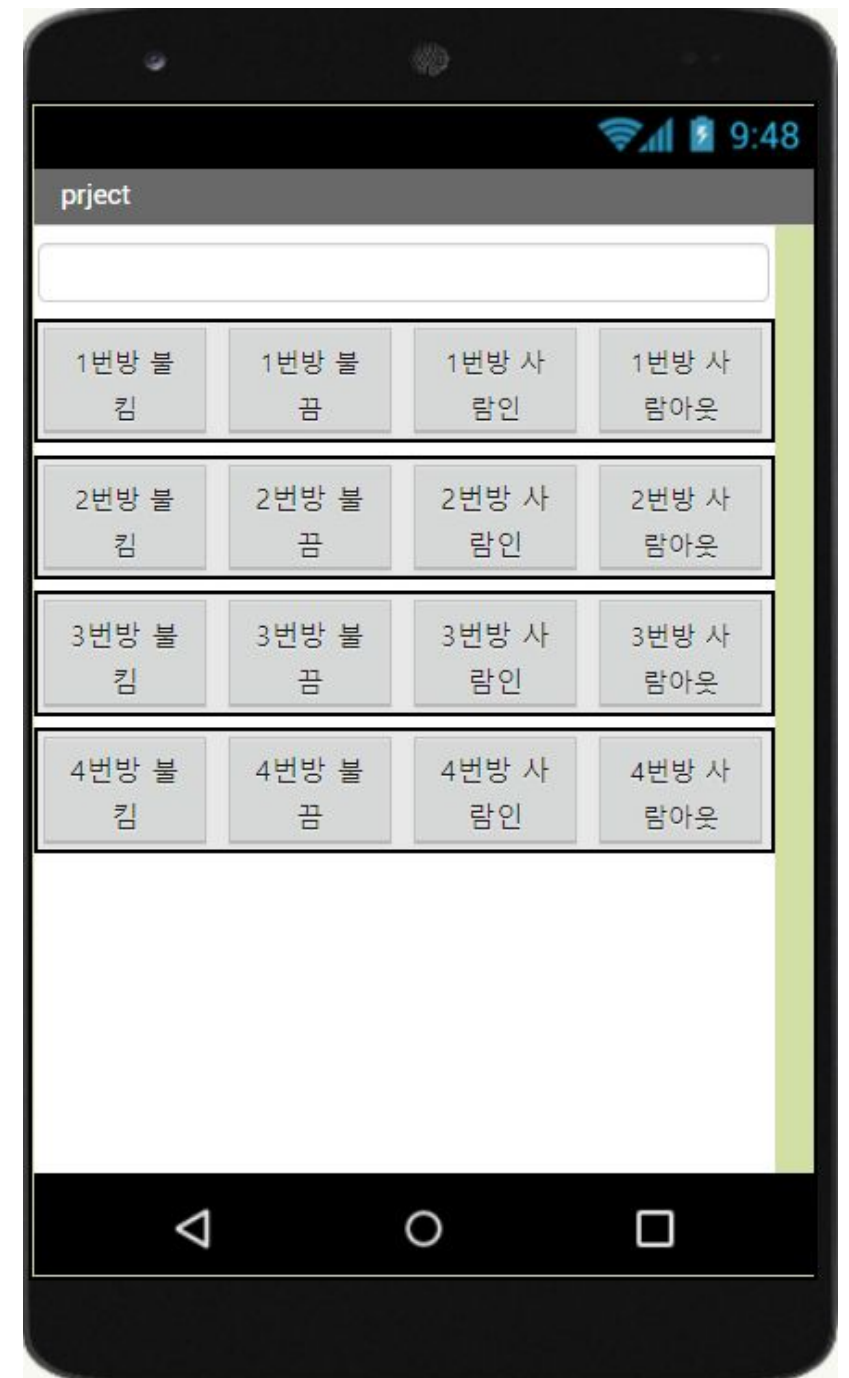 9:48
prject
1번방 불
킴
1번방 불
끔
1번방 사
람인
1번방 사
람아웃
2번방 불
킴
2번방 불
끔
2번방 사
람인
2번방 사
람아웃
3번방 불
킴
3번방 불
끔
3번방 사
람인
3번방 사
람아웃
4번방 불
킴
4번방 불
끔
4번방 사
람인
4번방 사
람아웃